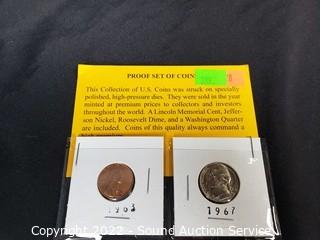 PROOF SET OF COIN
This Collection of U.S. Coins was struck on specially
polished, high-pressure dies. They were sold in the year
minted at premium prices to collectors and investors
throughout the world. A Lincoln Memorial Cent, Jeffer-
son Nickel, Roosevelt Dime, and a Washington Quarter
are included. Coins of this quality always command a
1963
1967
Copyright 2022 - Sound Auction Service